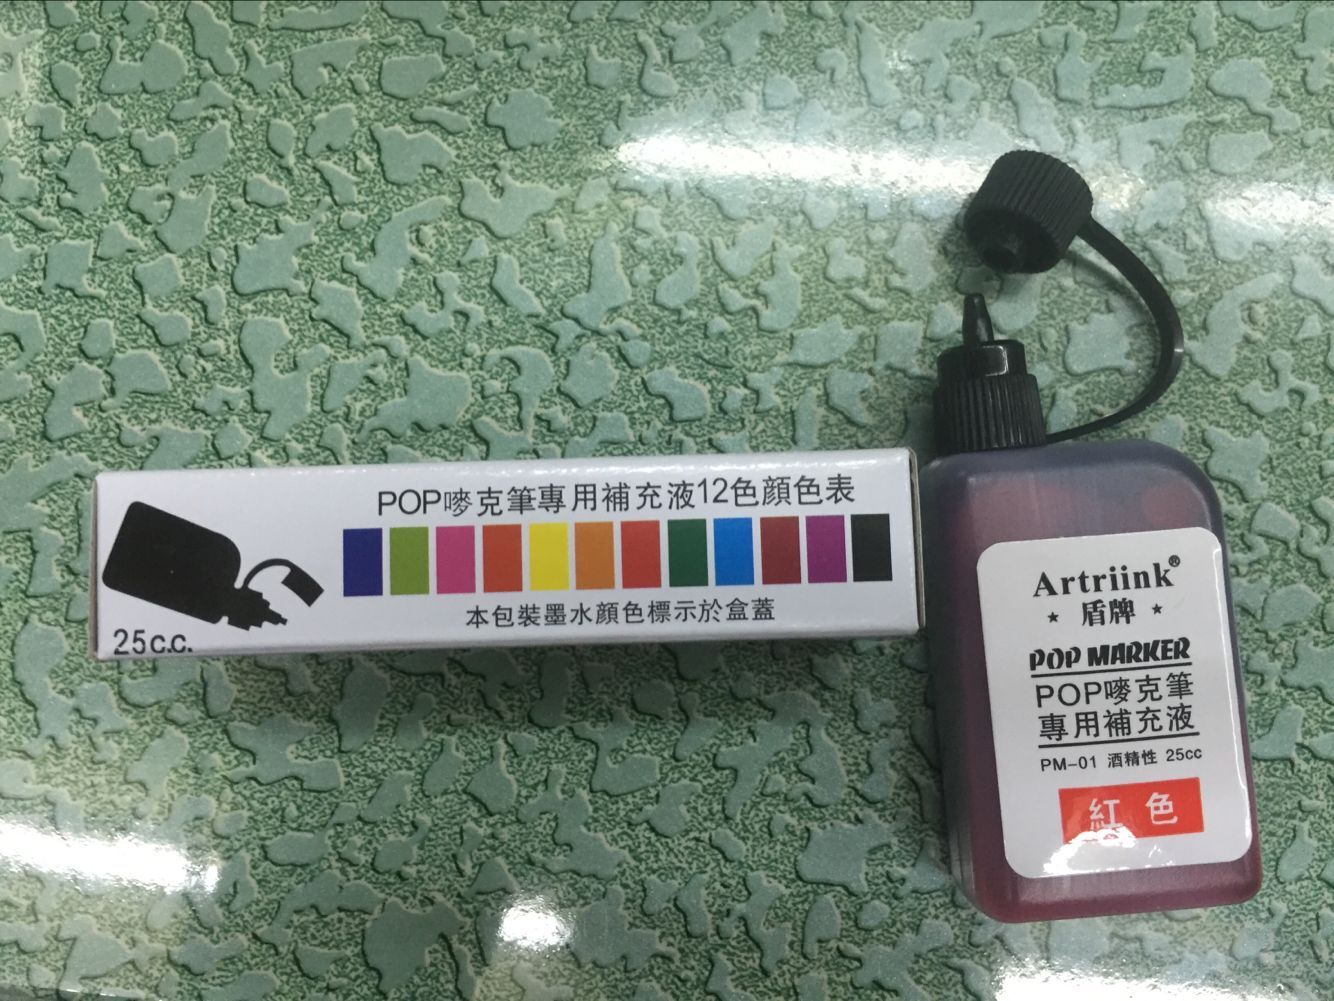 POP嘜克筆專用補充液12色顔色表
本包裝墨水顔色標示於盒蓋
25c.c.
Artriink®
盾牌
POP MARKER
POP嘜克筆
專用補充液
PM-01 酒精性 25cc
紅色